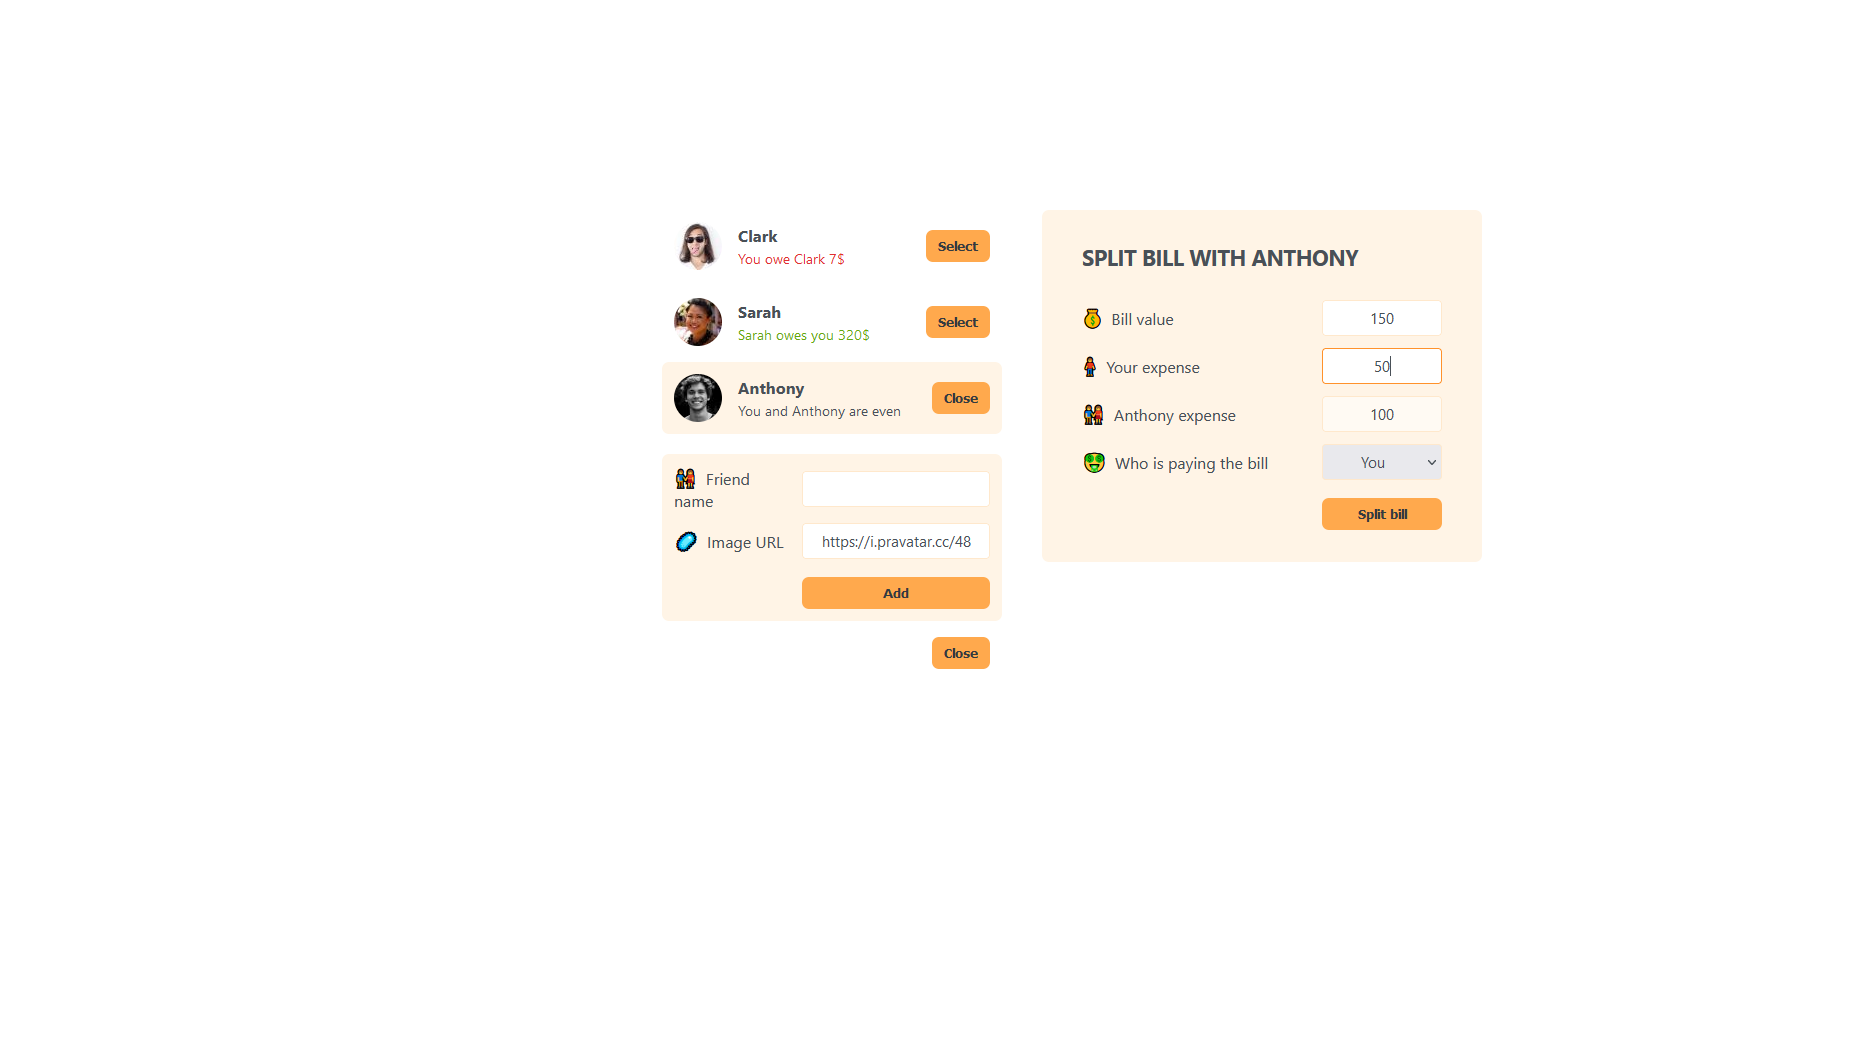 Clark
You owe Clark 7$
Select
Sarah
Sarah owes you 320$
Select
Anthony
You and Anthony are even
Close
Friend
name
Image URL
https://i.pravatar.cc/48
Add
Close
SPLIT BILL WITH ANTHONY
Bill value
150
Your expense
50
Anthony expense
100
Who is paying the bill
You
Split bill